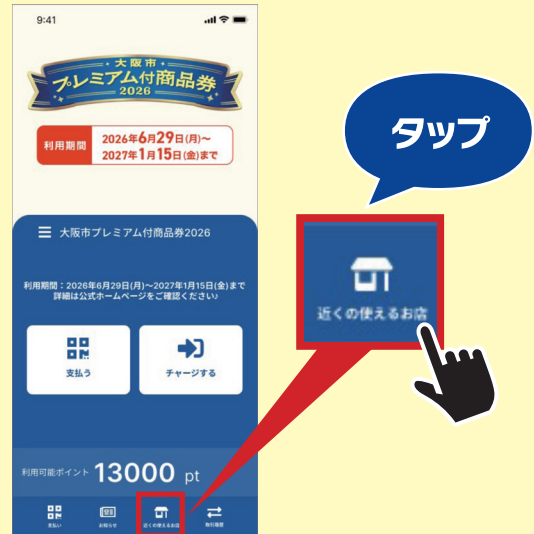 9:41
大阪市
プレミアム付商品券
2026
利用期間
2026年6月29日(月)～
2027年1月15日(金)まで
タップ
大阪市プレミアム付商品券2026
利用期間：2026年6月29日(月)～2027年1月15日(金)まで
詳細は公式ホームページをご確認ください♪
近くの使えるお店
支払う
チャージする
利用可能ポイント 13000 pt
支払い
お知らせ
近くの使えるお店
取引履歴